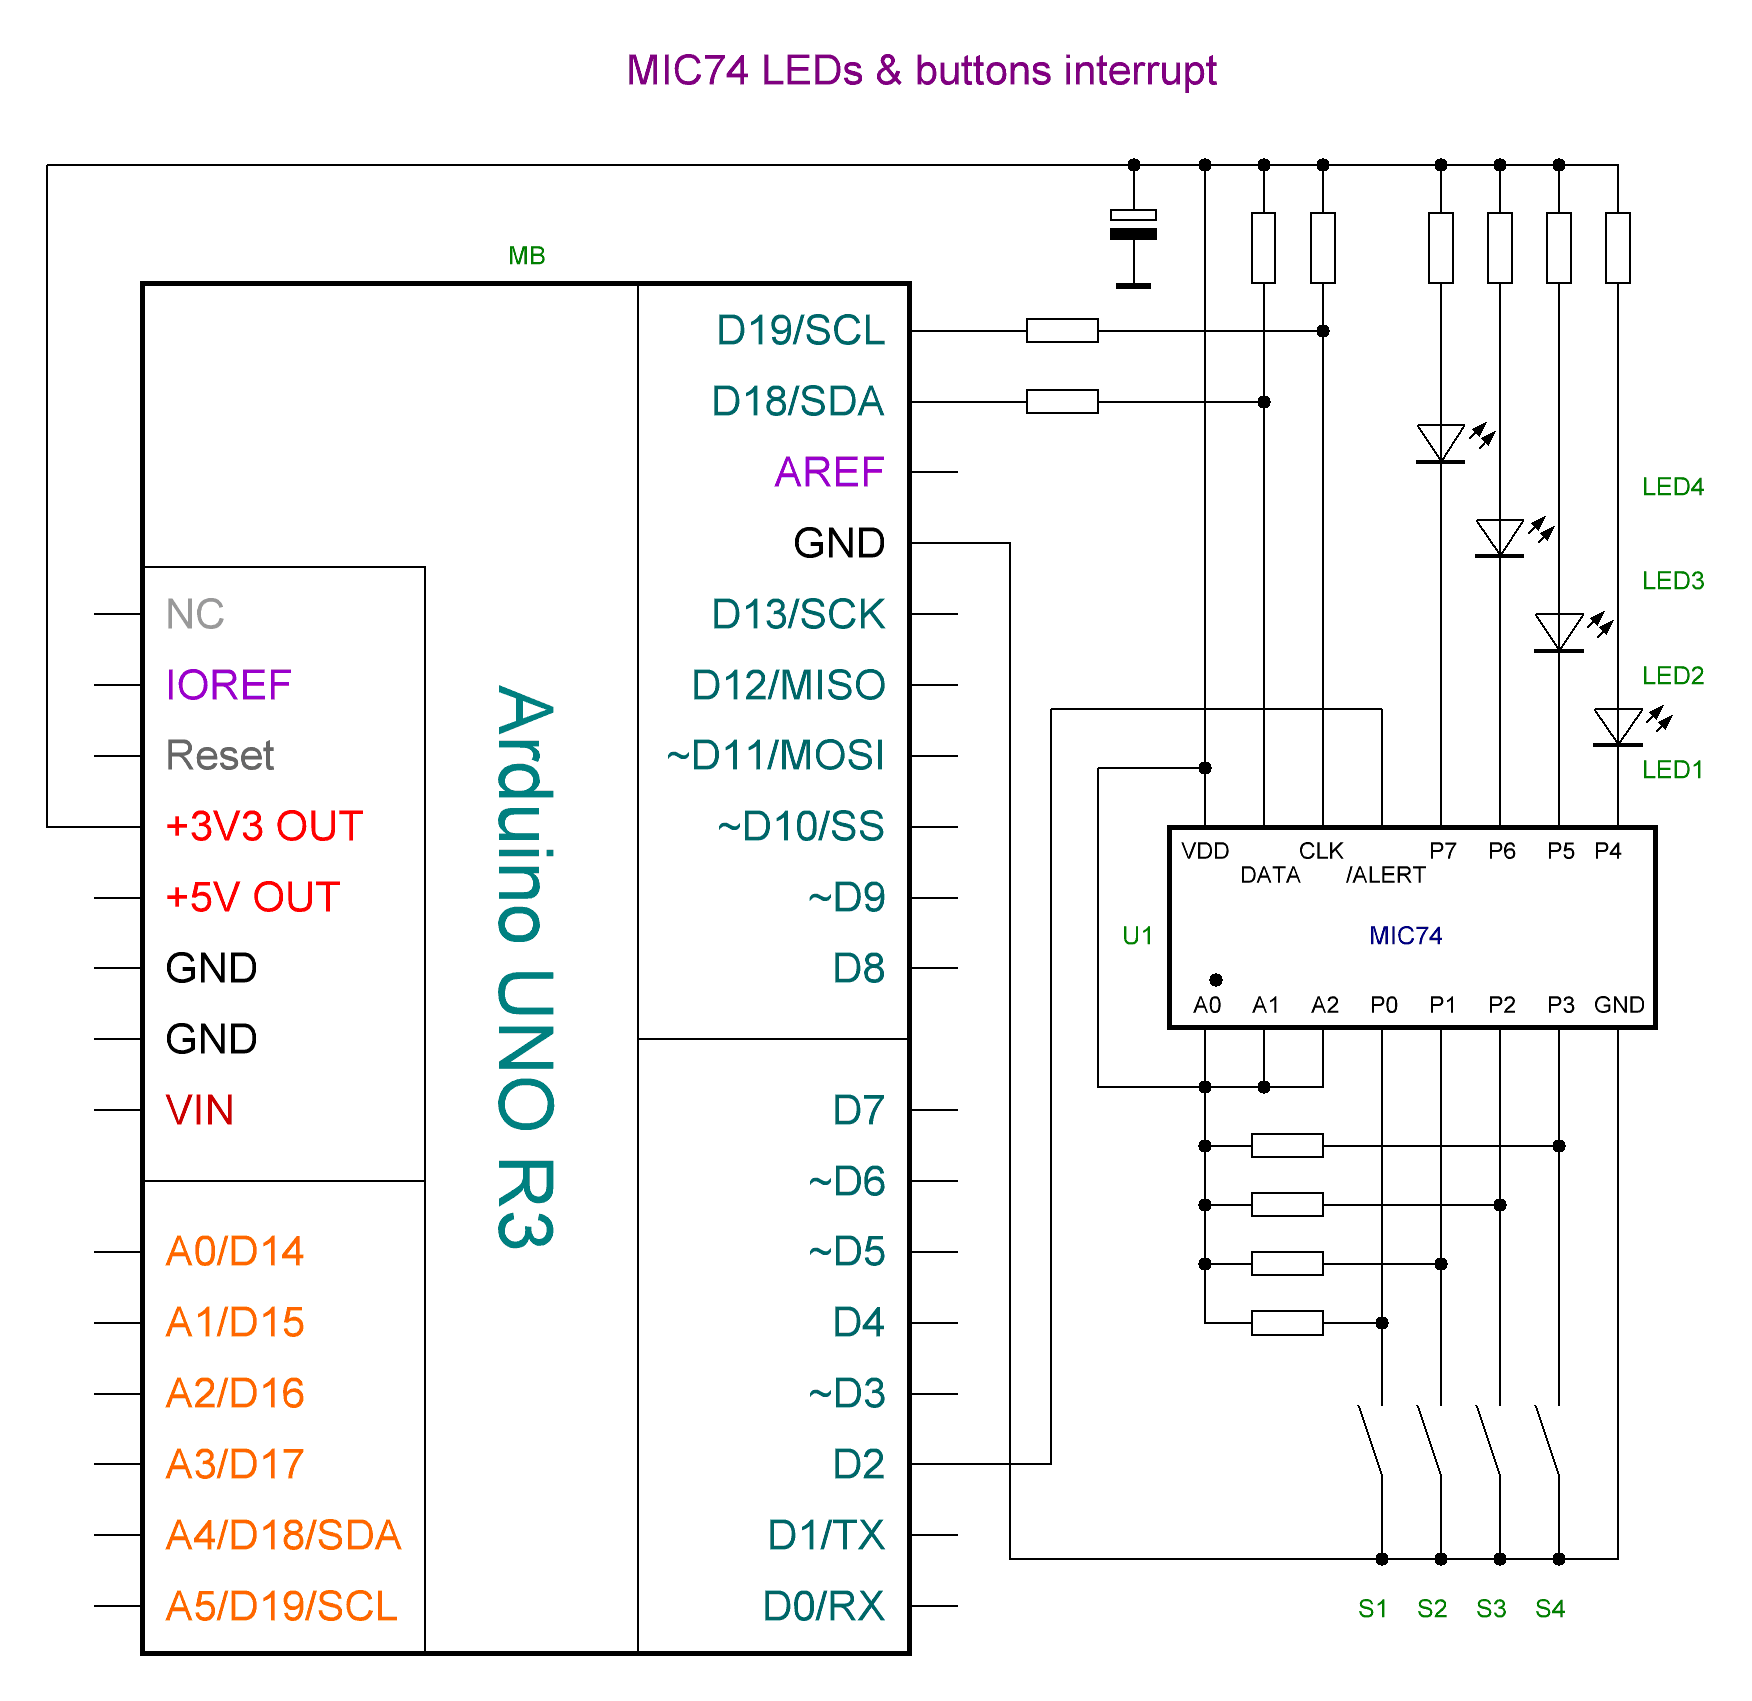 MIC74 LEDs & buttons interrupt
MB
D19/SCL
D18/SDA
AREF
GND
D13/SCK
D12/MISO
~D11/MOSI
~D10/SS
~D9
D8
D7
~D6
~D5
D4
~D3
D2
D1/TX
D0/RX
NC
IOREF
Reset
+3V3 OUT
+5V OUT
GND
GND
VIN
A0/D14
A1/D15
A2/D16
A3/D17
A4/D18/SDA
A5/D19/SCL
Arduino UNO R3
LED4
LED3
LED2
LED1
VDD CLK P7 P6 P5 P4
DATA /ALERT
U1
MIC74
A0 A1 A2 P0 P1 P2 P3 GND
S1 S2 S3 S4